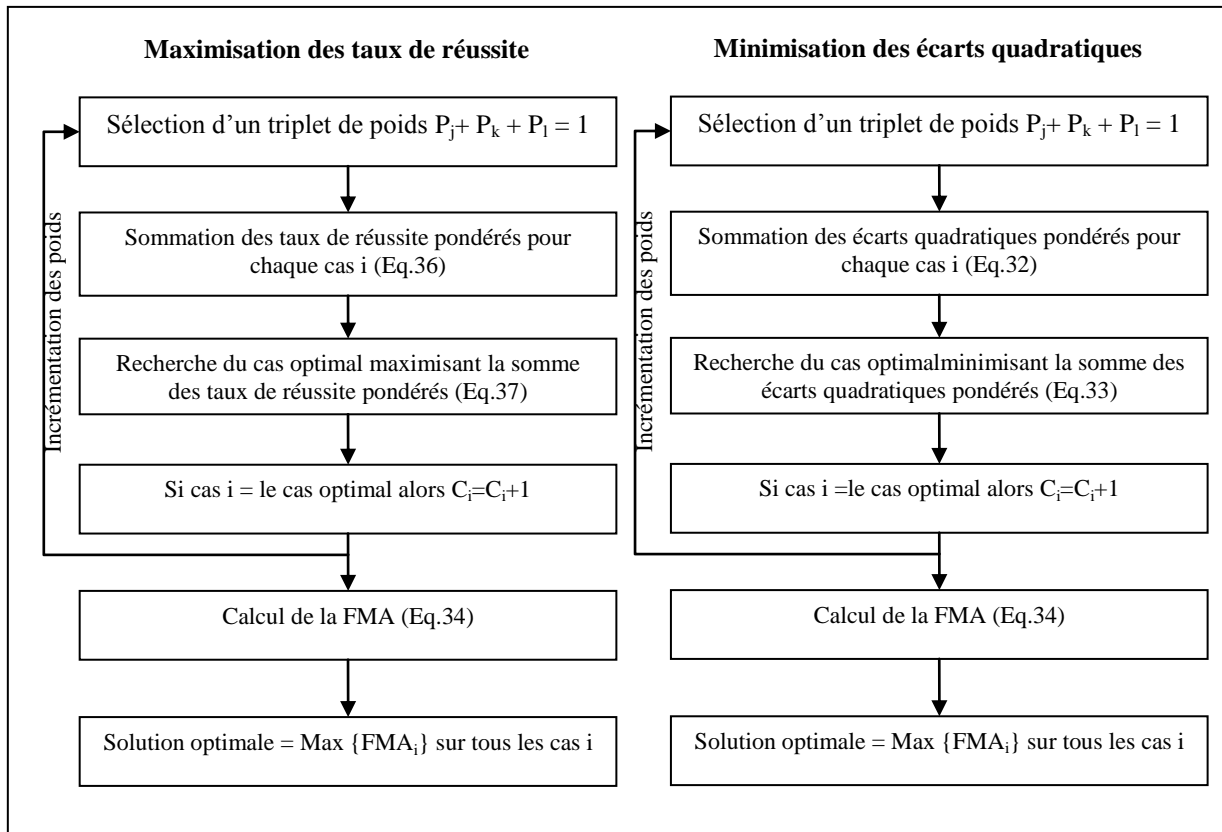 Maximisation des taux de réussite
Sélection d'un triplet de poids Pj+ Pk + Pl = 1
Sommation des taux de réussite pondérés pour
chaque cas i (Eq.36)
Recherche du cas optimal maximisant la somme
des taux de réussite pondérés (Eq.37)
Si cas i = le cas optimal alors Ci=Ci+1
Calcul de la FMA (Eq.34)
Solution optimale = Max {FMAi} sur tous les cas i
Incrémentation des poids
Minimisation des écarts quadratiques
Sélection d'un triplet de poids Pj+ Pk + Pl = 1
Sommation des écarts quadratiques pondérés pour
chaque cas i (Eq.32)
Recherche du cas optimalminimisant la somme des
écarts quadratiques pondérés (Eq.33)
Si cas i =le cas optimal alors Ci=Ci+1
Calcul de la FMA (Eq.34)
Solution optimale = Max {FMAi} sur tous les cas i
Incrémentation des poids